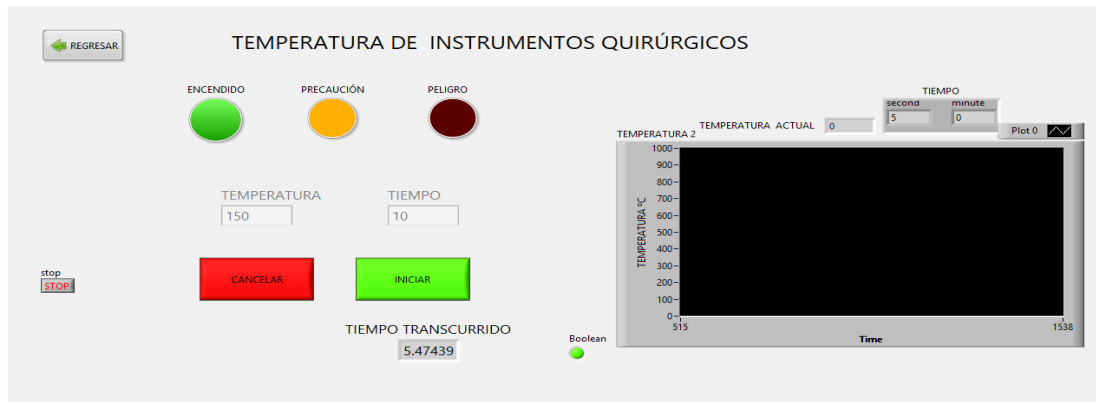 REGRESAR
TEMPERATURA DE INSTRUMENTOS QUIRÚRGICOS
ENCENDIDO
PRECAUCIÓN
PELIGRO
TEMPERATURA
150
TIEMPO
10
stop
STOP
CANCELAR
INICIAR
TIEMPO TRANSCURRIDO
5.47439
Boolean
TIEMPO
second
5
minute
0
TEMPERATURA ACTUAL
0
TEMPERATURA 2
Plot 0
TEMPERATURA ºC
1000
900
800
700
600
500
400
300
200
100
0
515
1538
Time